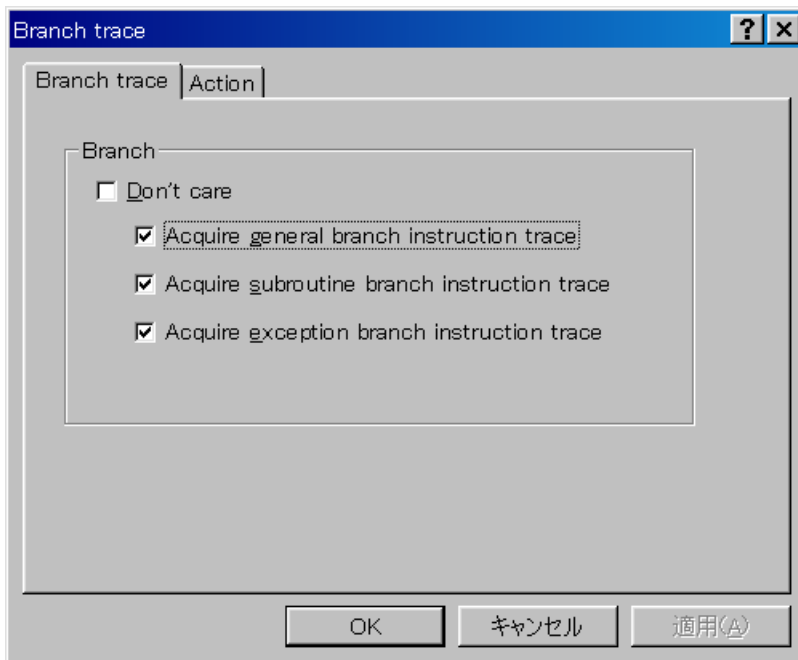 Branch trace
Branch trace Action
Branch
Don't care
Acquire general branch instruction trace
Acquire subroutine branch instruction trace
Acquire exception branch instruction trace
OK キャンセル 適用(A)